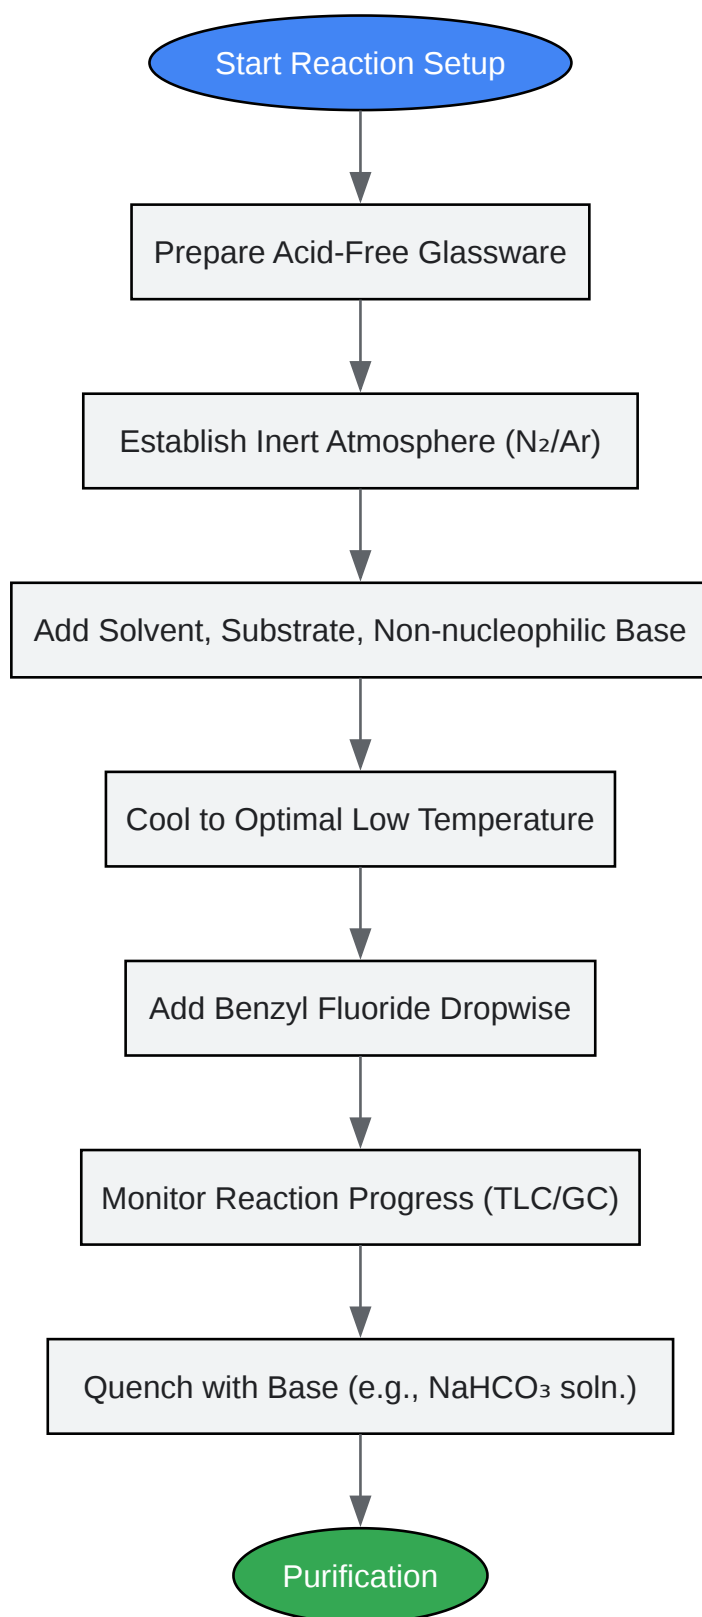 Start Reaction Setup
Prepare Acid-Free Glassware
Establish Inert Atmosphere (N₂/Ar)
Add Solvent, Substrate, Non-nucleophilic Base
Cool to Optimal Low Temperature
Add Benzyl Fluoride Dropwise
Monitor Reaction Progress (TLC/GC)
Quench with Base (e.g., NaHCO₃ soln.)
Purification